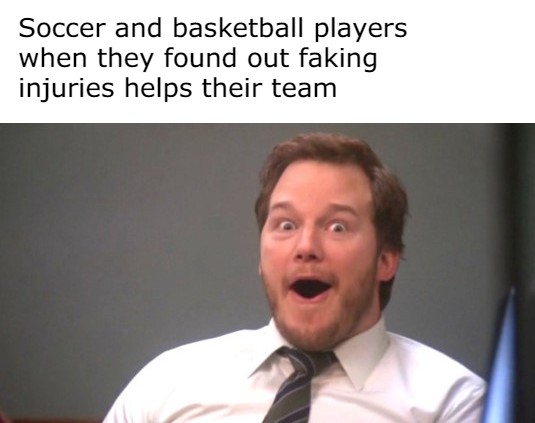 Soccer and basketball players
when they found out faking
injuries helps their team